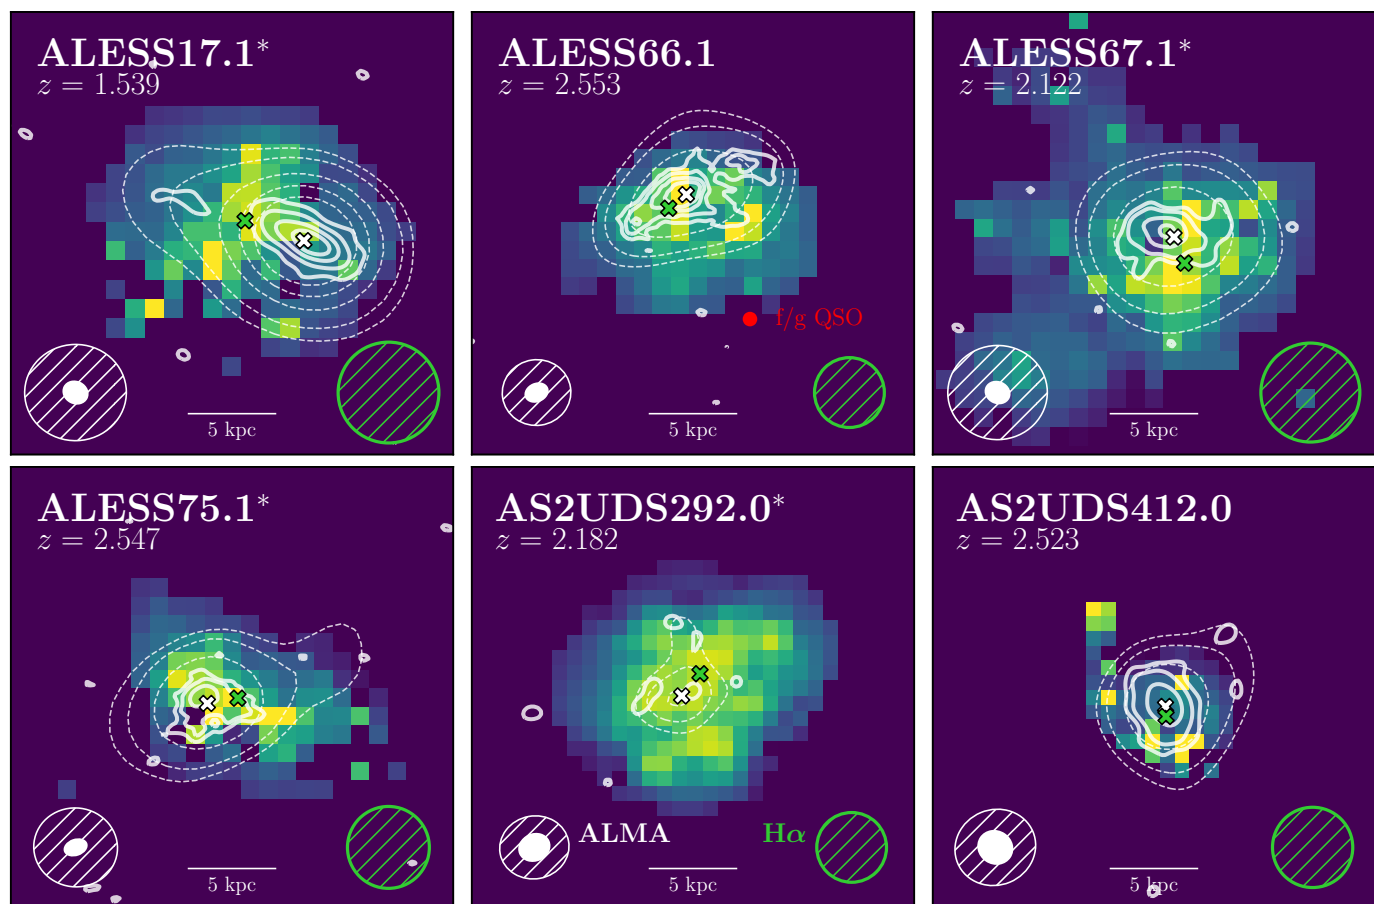 ALESS17.1*
z = 1.539
5 kpc
ALESS66.1
z = 2.553
f/g QSO
5 kpc
ALESS67.1*
z = 2.122
5 kpc
ALESS75.1*
z = 2.547
5 kpc
AS2UDS292.0*
z = 2.182
ALMA
Hα
5 kpc
AS2UDS412.0
z = 2.523
5 kpc